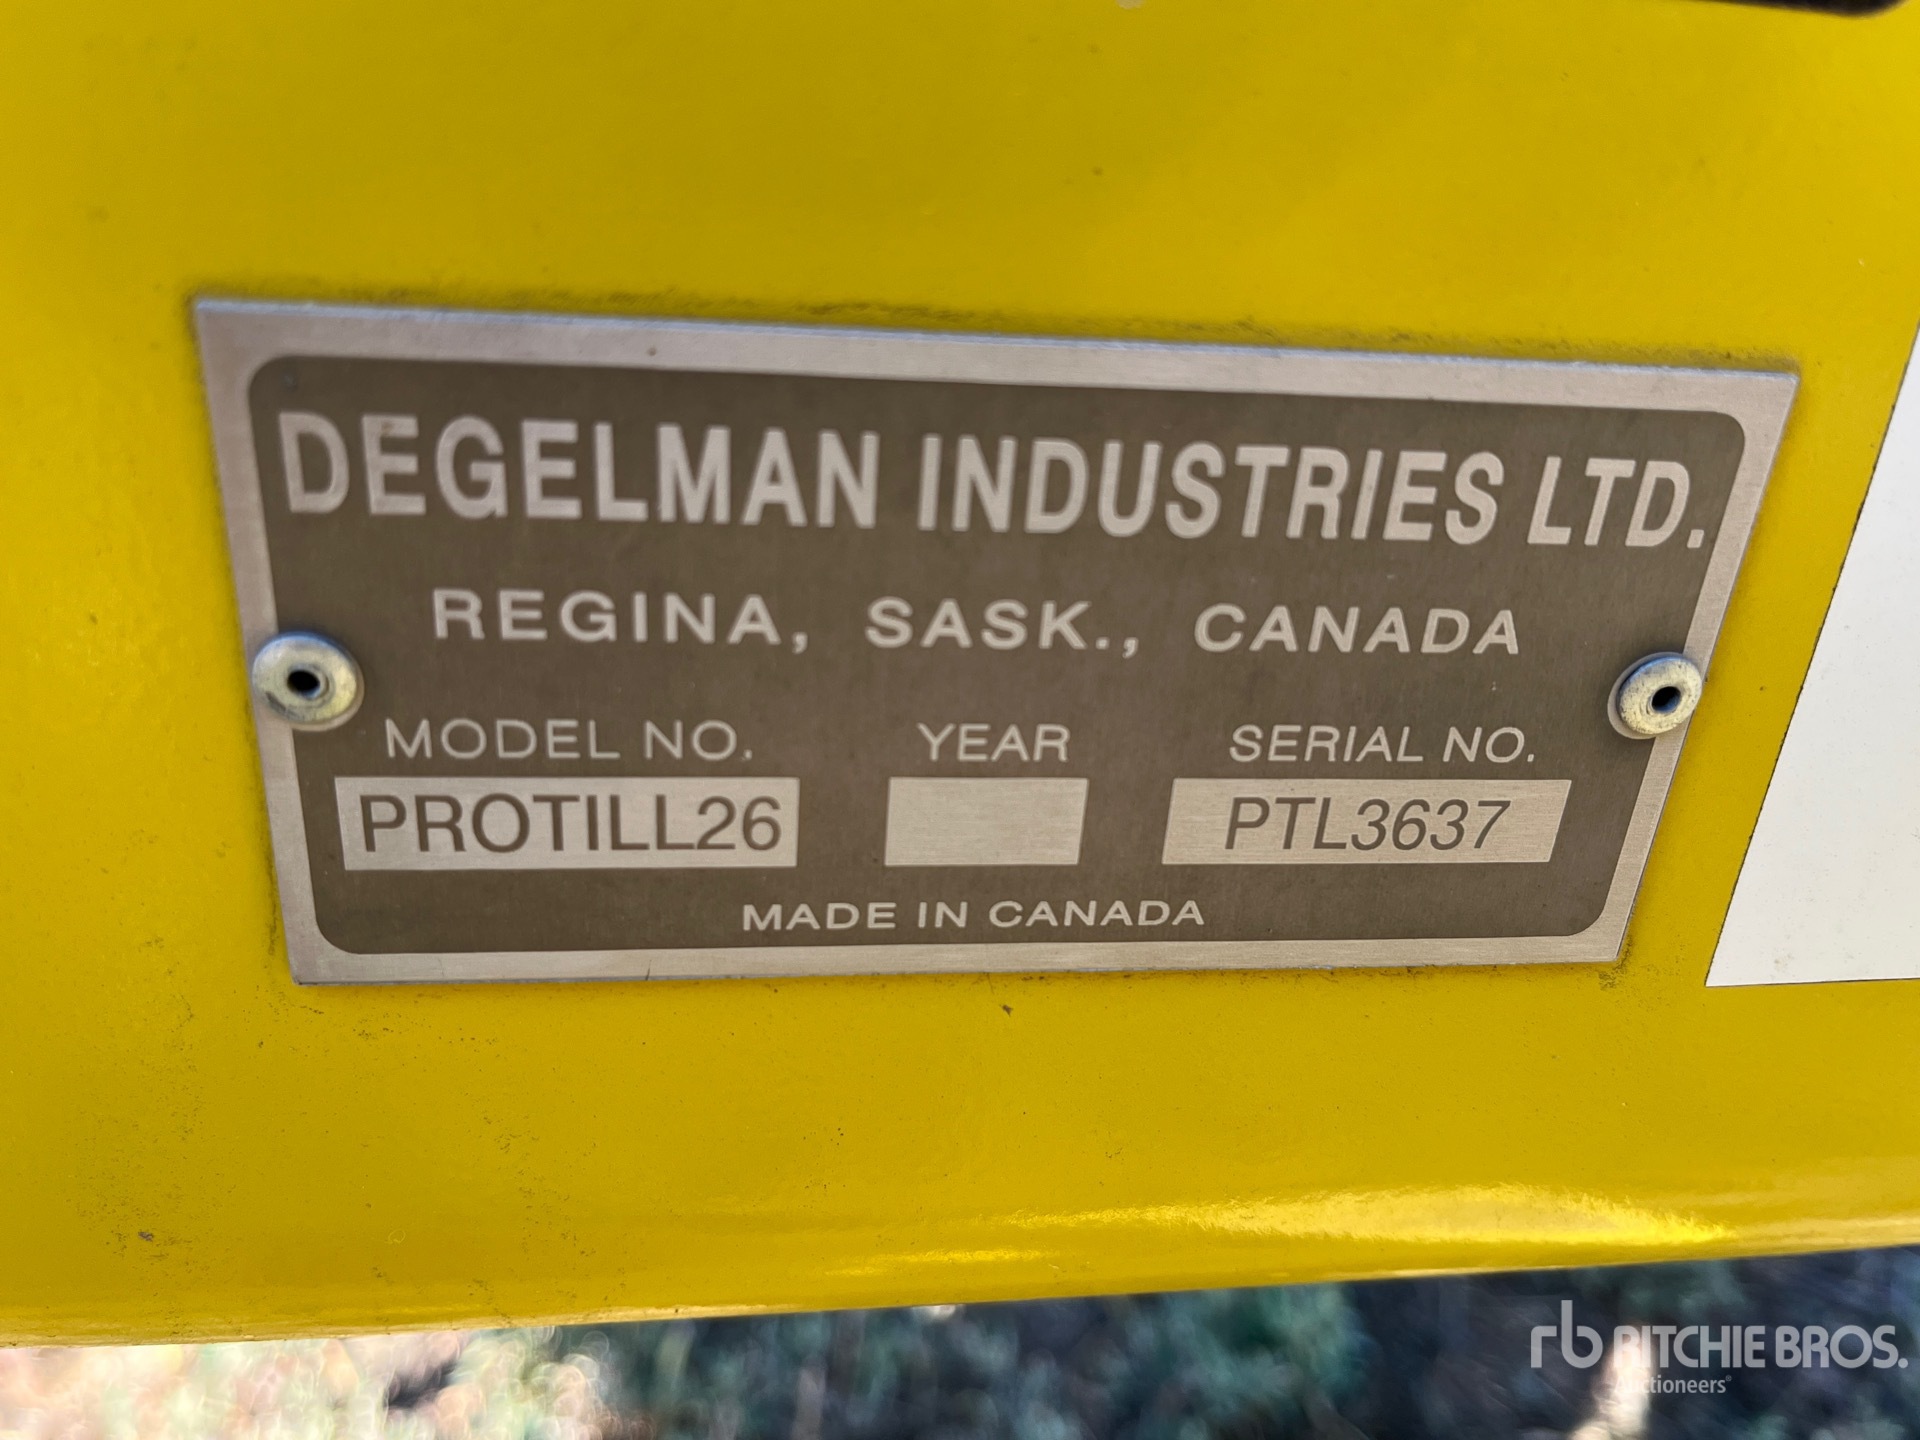 DEGELMAN INDUSTRIES LTD.
REGINA, SASK., CANADA
MODEL NO. YEAR SERIAL NO.
PROTILL26 PTL3637
MADE IN CANADA
rb RITCHIE BROS.
Auctioneers®